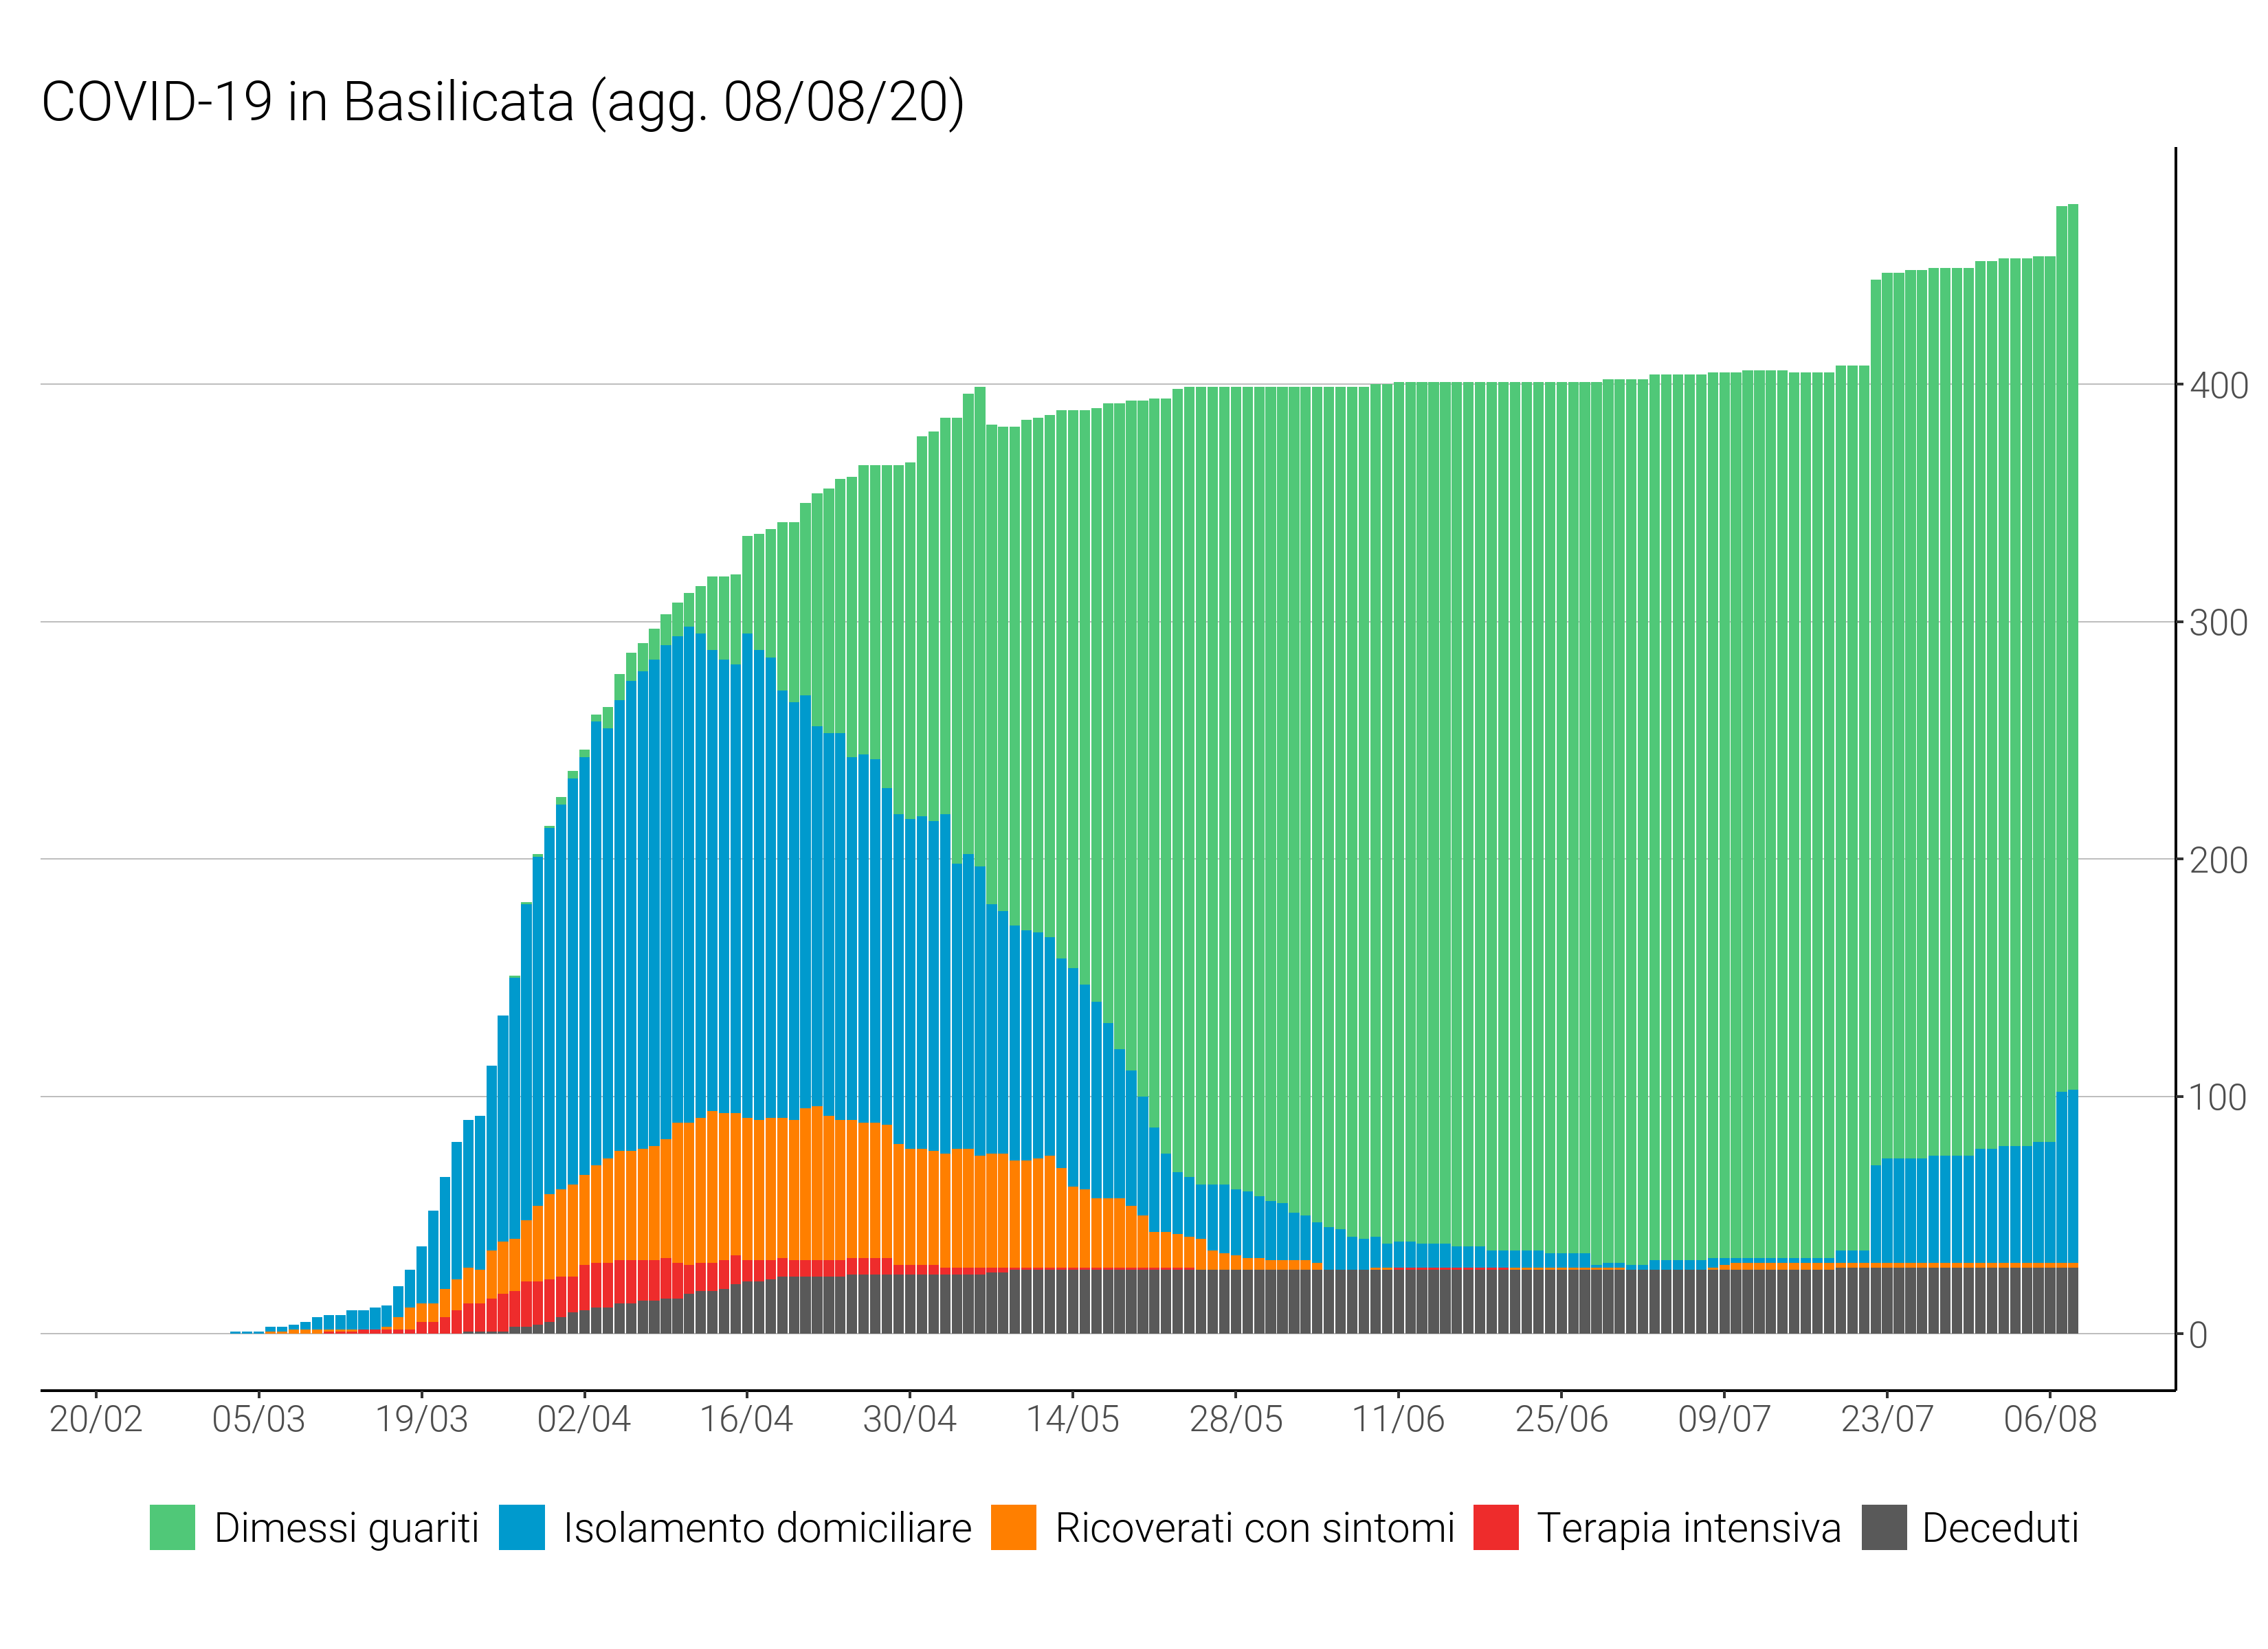 COVID-19 in Basilicata (agg. 08/08/20)
400
300
200
100
0
20/02 05/03 19/03 02/04 16/04 30/04 14/05 28/05 11/06 25/06 09/07 23/07 06/08
Dimessi guariti Isolamento domiciliare Ricoverati con sintomi Terapia intensiva Deceduti